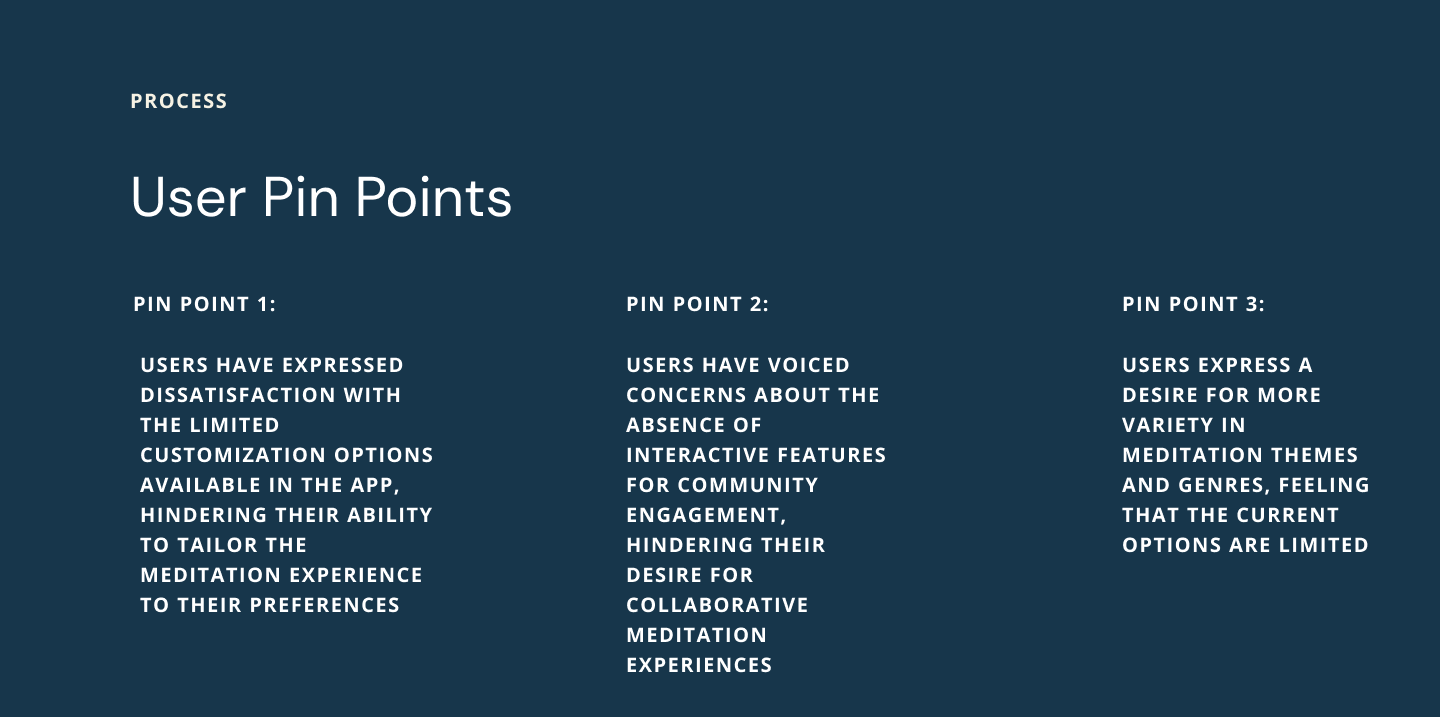 PROCESS
User Pin Points
PIN POINT 1:
USERS HAVE EXPRESSED
DISSATISFACTION WITH
THE LIMITED
CUSTOMIZATION OPTIONS
AVAILABLE IN THE APP,
HINDERING THEIR ABILITY
TO TAILOR THE
MEDITATION EXPERIENCE
TO THEIR PREFERENCES
PIN POINT 2:
USERS HAVE VOICED
CONCERNS ABOUT THE
ABSENCE OF
INTERACTIVE FEATURES
FOR COMMUNITY
ENGAGEMENT,
HINDERING THEIR
DESIRE FOR
COLLABORATIVE
MEDITATION
EXPERIENCES
PIN POINT 3:
USERS EXPRESS A
DESIRE FOR MORE
VARIETY IN
MEDITATION THEMES
AND GENRES, FEELING
THAT THE CURRENT
OPTIONS ARE LIMITED